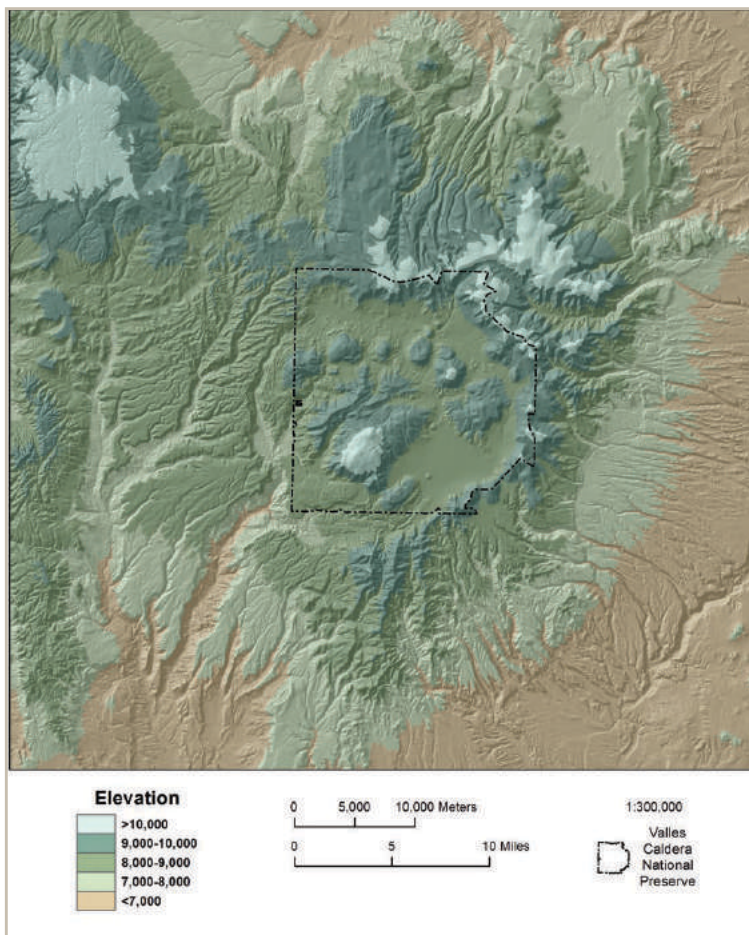 Elevation
>10,000
9,000-10,000
8,000-9,000
7,000-8,000
<7,000
0 5,000 10,000 Meters
0 5 10 Miles
1:300,000
Valles
Caldera
National
Preserve